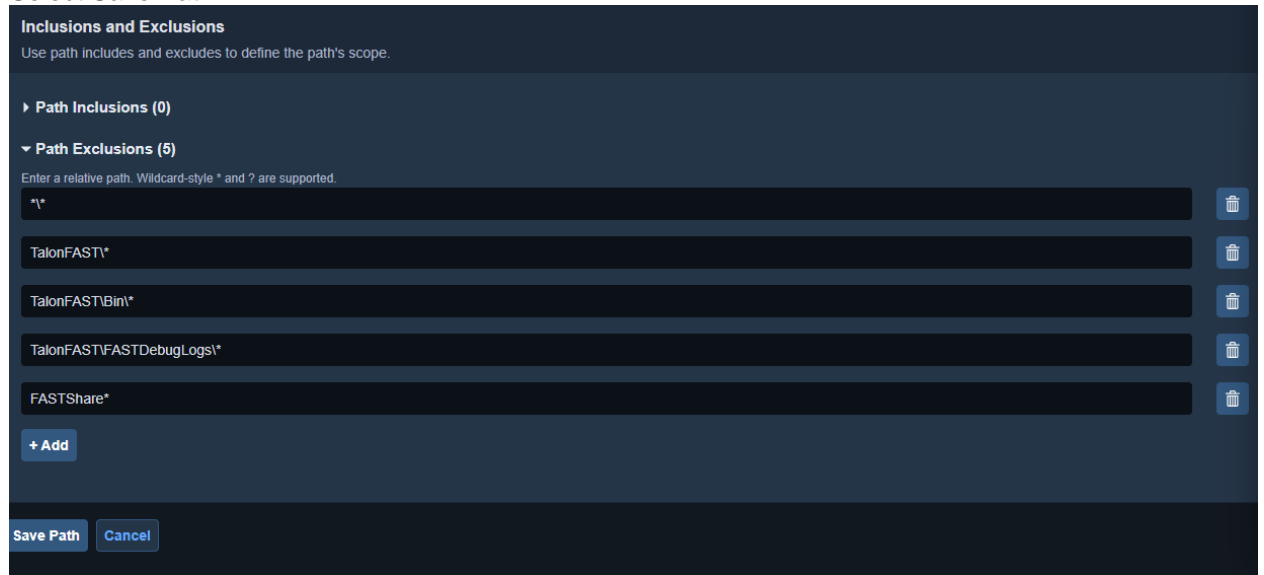 Inclusions and Exclusions
Use path includes and excludes to define the path's scope.
Path Inclusions (0)
Path Exclusions (5)
Enter a relative path. Wildcard-style * and ? are supported.
*\*
TalonFAST\*
TalonFAST\Bin\*
TalonFAST\FASTDebugLogs\*
FASTShare*
+ Add
Save Path Cancel